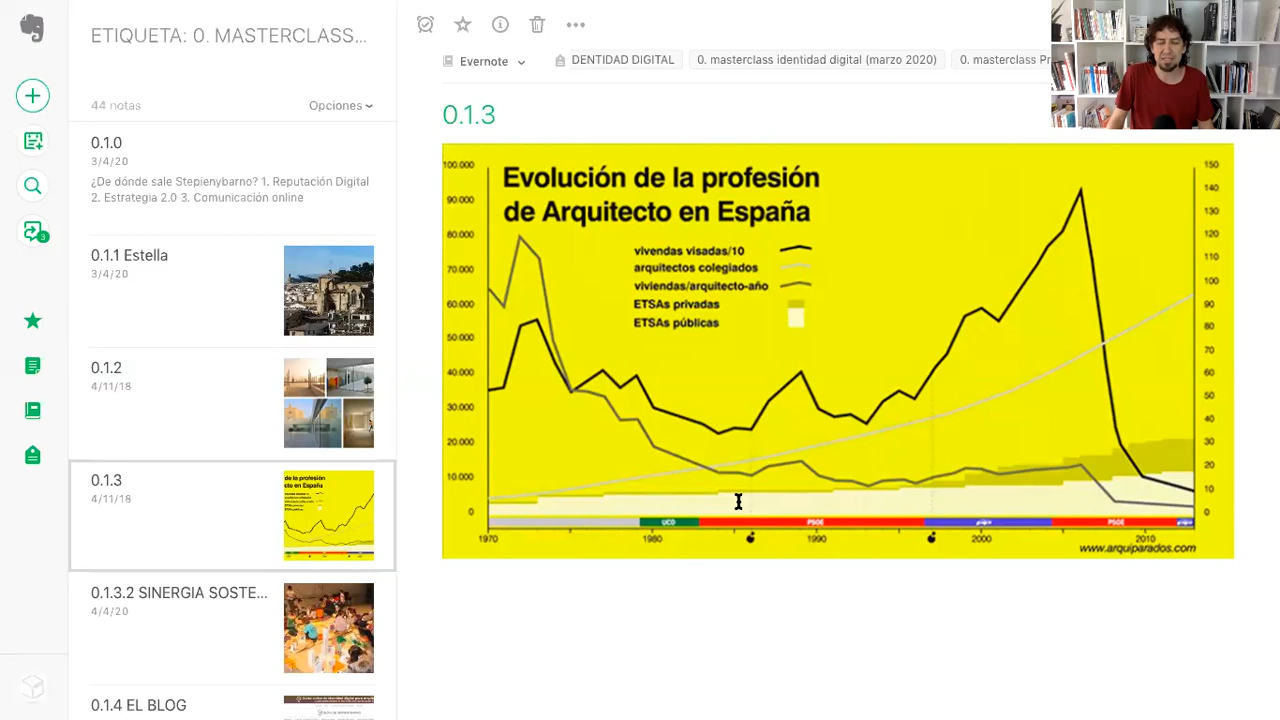 ETIQUETA: 0. MASTERCLASS...
44 notas
Opciones
0.1.0
3/4/20
¿De dónde sale Stepienybarno? 1. Reputación Digital
2. Estrategia 2.0 3. Comunicación online
0.1.1 Estella
3/4/20
0.1.2
4/11/18
0.1.3
4/11/18
0.1.3.2 SINERGIA SOSTE...
4/4/20
0.1.4 EL BLOG
3
Evernote
DENTIDAD DIGITAL
0. masterclass identidad digital (marzo 2020)
0. masterclass Pr
0.1.3
Evolución de la profesión
de Arquitecto en España
vivendas visadas/10
arquitectos colegiados
viviendas/arquitecto-año
ETSAs privadas
ETSAs públicas
100.000
90.000
80.000
70.000
60.000
50.000
40.000
30.000
20.000
10.000
0
150
140
130
120
100
90
80
70
60
50
40
30
20
10
0
UCD
PSOE
PSOE
1970
1980
1990
2000
2010
www.arquiparados.com